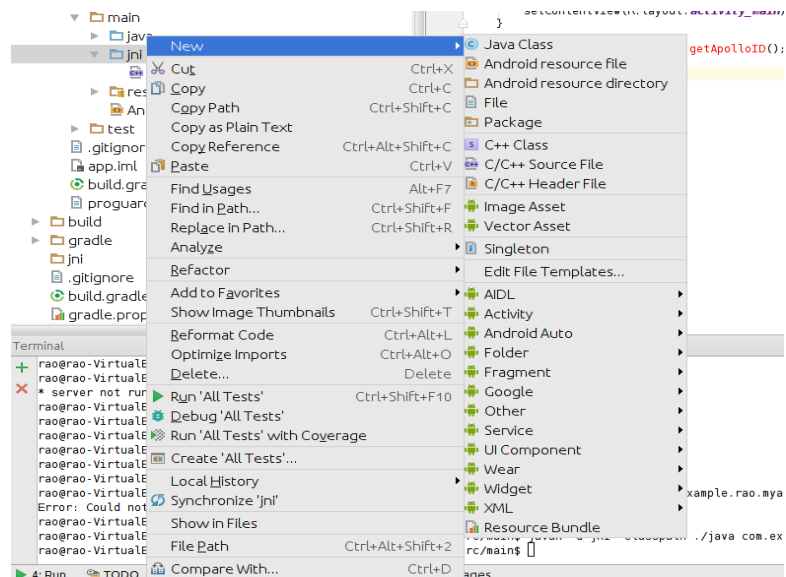 main
java
jni
res
An
test
.gitignor
app.iml
build.gra
proguard
build
gradle
jni
.gitignore
build.gradle
gradle.prop
setContentView(R.layout.activity_main)
}
getApolloID();
New
Cut Ctrl+X
Copy Ctrl+C
Copy Path Ctrl+Shift+C
Copy as Plain Text
Copy Reference Ctrl+Alt+Shift+C
Paste Ctrl+V
Find Usages Alt+F7
Find in Path... Ctrl+Shift+F
Replace in Path... Ctrl+Shift+R
Analyze
Refactor
Add to Favorites
Show Image Thumbnails Ctrl+Shift+T
Reformat Code Ctrl+Alt+L
Optimize Imports Ctrl+Alt+O
Delete... Delete
Run 'All Tests' Ctrl+Shift+F10
Debug 'All Tests'
Run 'All Tests' with Coverage
Create 'All Tests'...
Local History
Synchronize 'jni'
Show in Files
File Path Ctrl+Alt+Shift+2
Compare With... Ctrl+D
Java Class
Android resource file
Android resource directory
File
Package
C++ Class
C/C++ Source File
C/C++ Header File
Image Asset
Vector Asset
Singleton
Edit File Templates...
AIDL
Activity
Android Auto
Folder
Fragment
Google
Other
Service
UI Component
Wear
Widget
XML
Resource Bundle
Terminal
rao@rao-VirtualB
rao@rao-VirtualB
* server not run
rao@rao-VirtualB
rao@rao-VirtualB
rao@rao-VirtualB
rao@rao-VirtualB
rao@rao-VirtualB
rao@rao-VirtualB
rao@rao-VirtualB xample.rao.mya
Error: Could not
rao@rao-VirtualB
rao@rao-VirtualB /java com.ex
rao@rao-VirtualB rc/main$
4: Run TODO ages